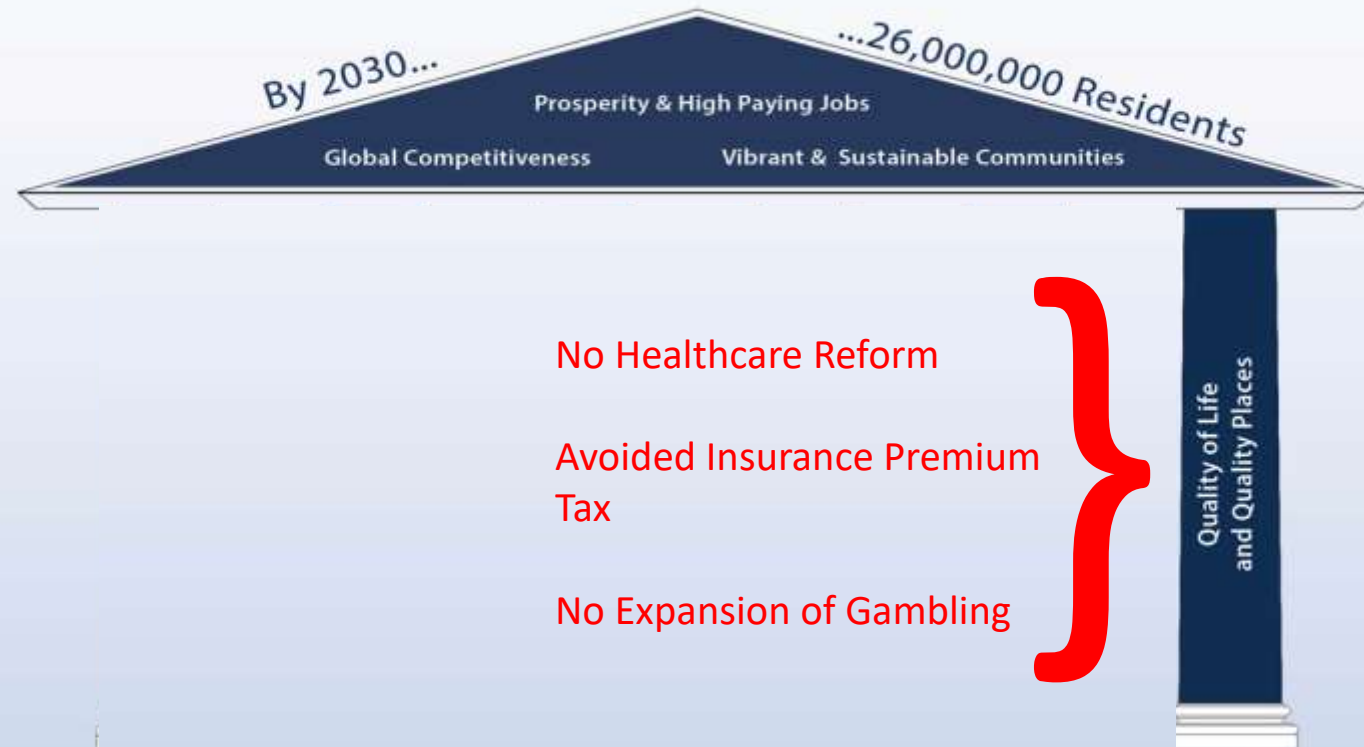 By 2030...
...26,000,000 Residents
Prosperity & High Paying Jobs
Global Competitiveness
Vibrant & Sustainable Communities
No Healthcare Reform
Avoided Insurance Premium
Tax
No Expansion of Gambling
Quality of Life
and Quality Places